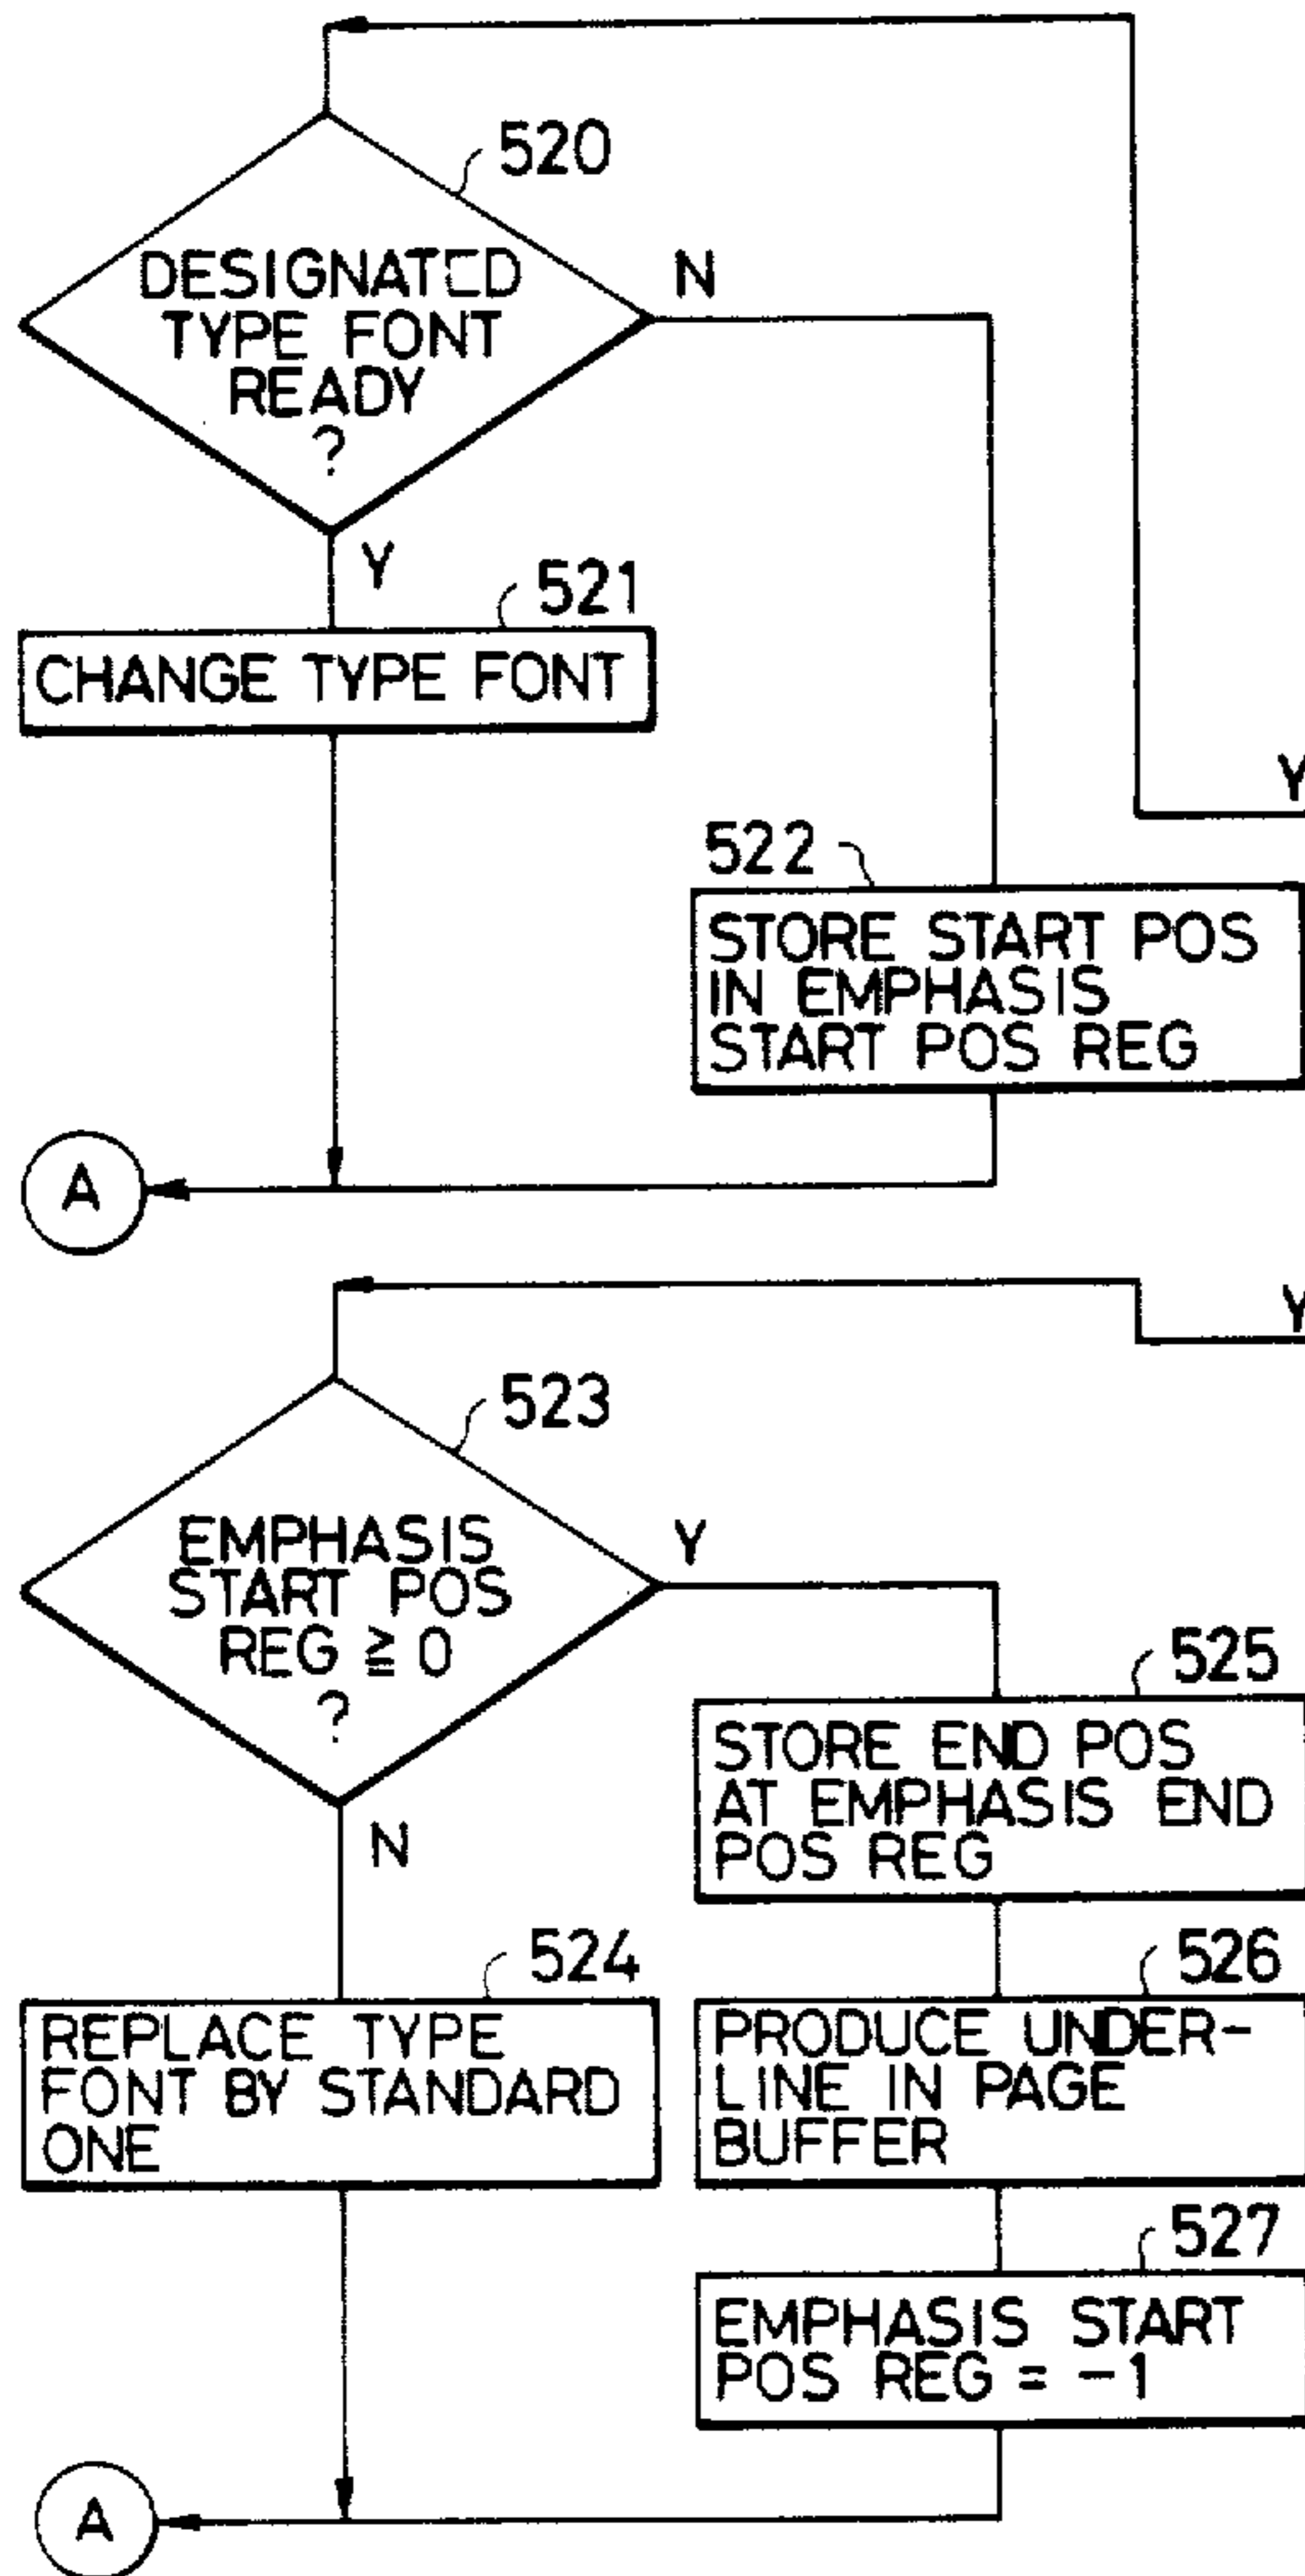 520
DESIGNATED
TYPE FONT
READY
?
N
Y
521
CHANGE TYPE FONT
Y
522
STORE START POS
IN EMPHASIS
START POS REG
A
Y
523
EMPHASIS
START POS
REG ≧ 0
?
Y
N
525
STORE END POS
AT EMPHASIS END
POS REG
524
REPLACE TYPE
FONT BY STANDARD
ONE
526
PRODUCE UNDER-
LINE IN PAGE
BUFFER
527
EMPHASIS START
POS REG = -1
A